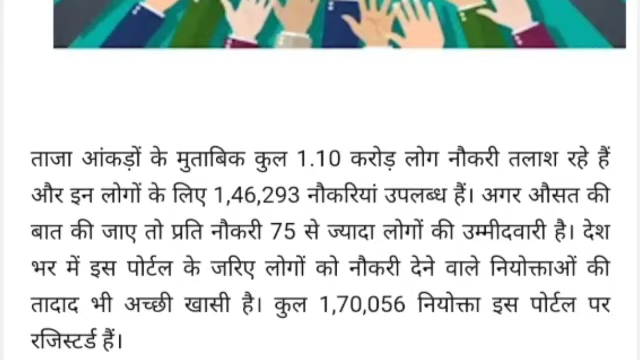 ताजा आंकड़ों के मुताबिक कुल 1.10 करोड़ लोग नौकरी तलाश रहे हैं
और इन लोगों के लिए 1,46,293 नौकरियां उपलब्ध हैं। अगर औसत की
बात की जाए तो प्रति नौकरी 75 से ज्यादा लोगों की उम्मीदवारी है। देश
भर में इस पोर्टल के जरिए लोगों को नौकरी देने वाले नियोक्ताओं की
तादाद भी अच्छी खासी है। कुल 1,70,056 नियोक्ता इस पोर्टल पर
रजिस्टर्ड हैं।